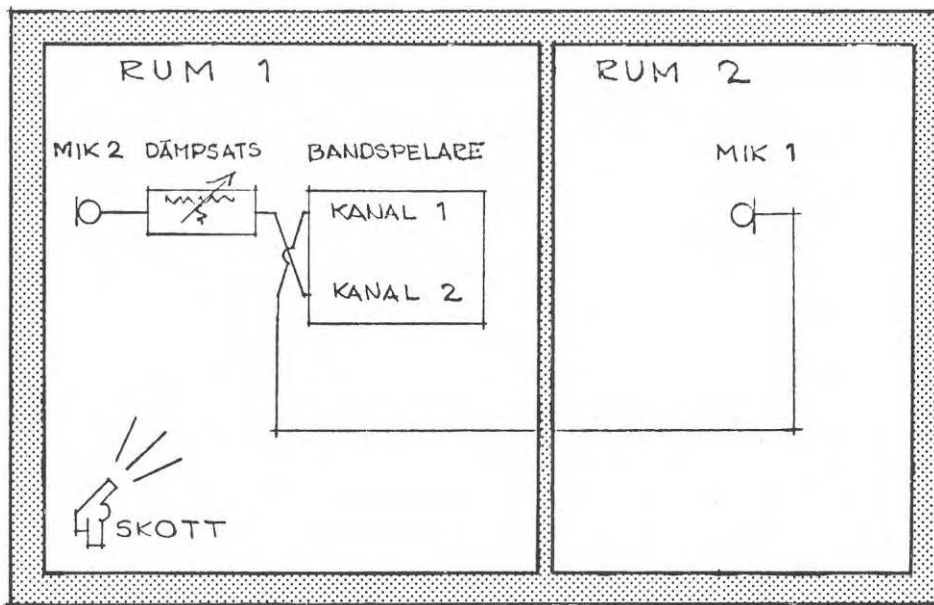 RUM 1
RUM 2
MIK 2 DÄMPSATS BANDSPELARE
MIK 1
KANAL 1
KANAL 2
SKOTT